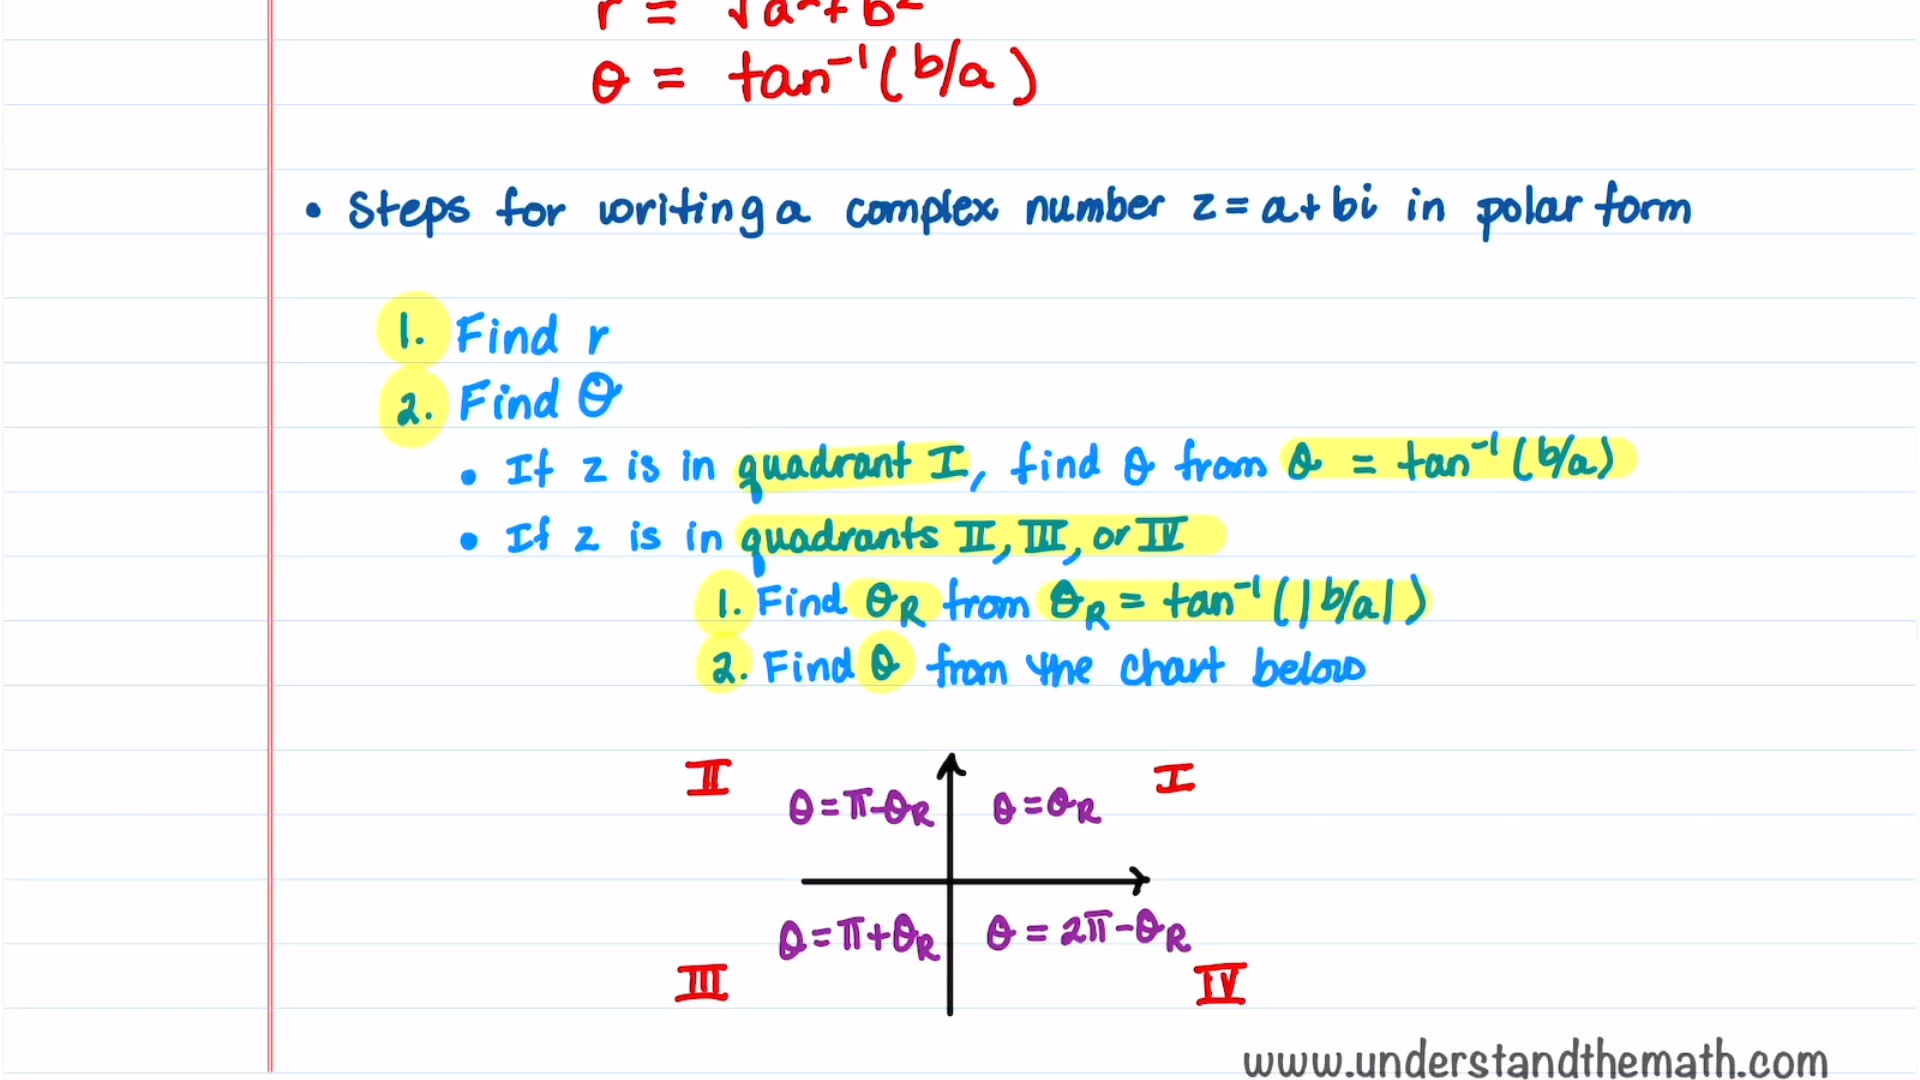 r = √a²+b²
θ = tan⁻¹(b/a)
• Steps for writing a complex number z=a+bi in polar form
1. Find r
2. Find θ
• If z is in quadrant I, find θ from θ = tan⁻¹(b/a)
• If z is in quadrants II, III, or IV
1. Find θR from θR = tan⁻¹(|b/a|)
2. Find θ from the chart below
II I
θ=π-θR θ=θR
θ=π+θR θ=2π-θR
III IV
www.understandthemath.com